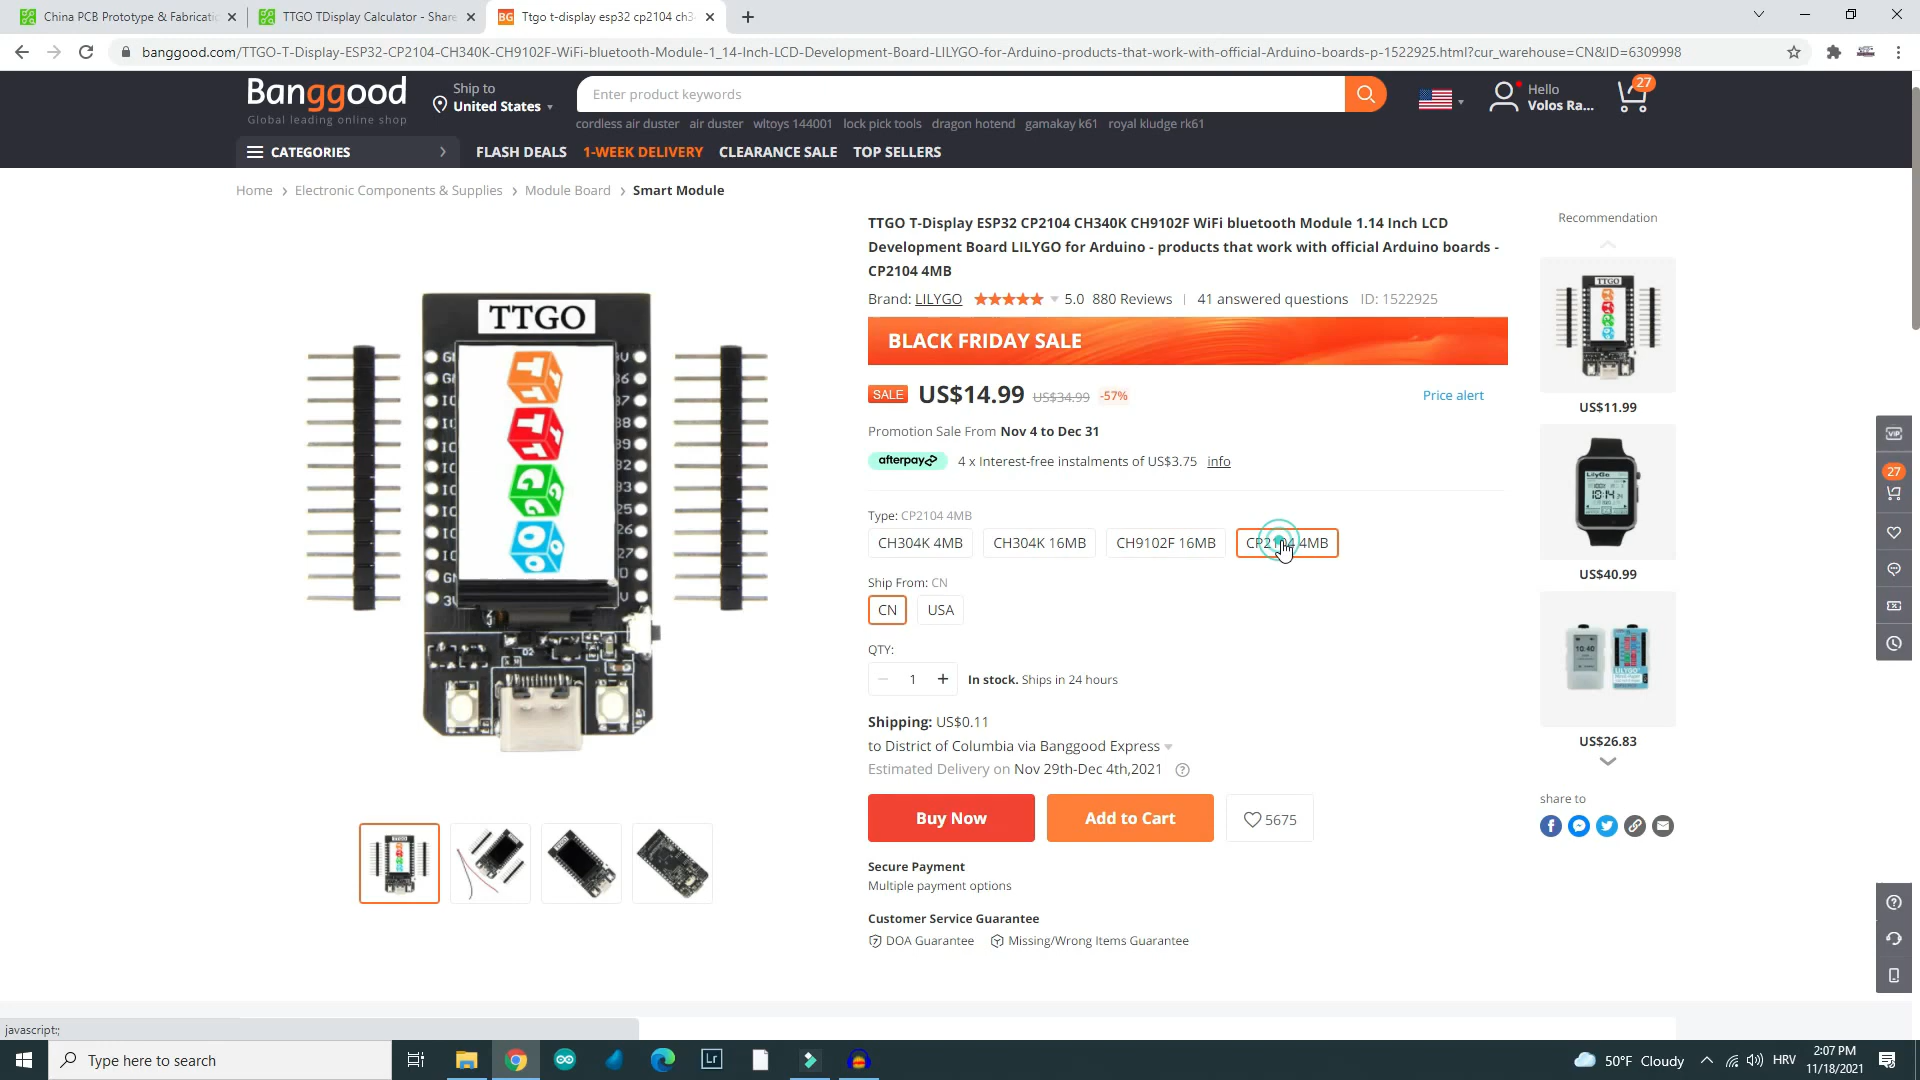 China PCB Prototype & Fabricati
TTGO TDisplay Calculator - Share
Ttgo t-display esp32 cp2104 ch3
banggood.com/TTGO-T-Display-ESP32-CP2104-CH340K-CH9102F-WiFi-bluetooth-Module-1_14-Inch-LCD-Development-Board-LILYGO-for-Arduino-products-that-work-with-official-Arduino-boards-p-1522925.html?cur_warehouse=CN&ID=6309998
Banggood
Global leading online shop
Ship to
United States
Enter product keywords
Hello
Volos Ra...
27
cordless air duster air duster wltoys 144001 lock pick tools dragon hotend gamakay k61 royal kludge rk61
CATEGORIES
FLASH DEALS 1-WEEK DELIVERY CLEARANCE SALE TOP SELLERS
Home > Electronic Components & Supplies > Module Board > Smart Module
TTGO T-Display ESP32 CP2104 CH340K CH9102F WiFi bluetooth Module 1.14 Inch LCD
Development Board LILYGO for Arduino - products that work with official Arduino boards -
CP2104 4MB
Brand: LILYGO 5.0 880 Reviews | 41 answered questions ID: 1522925
BLACK FRIDAY SALE
SALE US$14.99 US$34.99 -57% Price alert
Promotion Sale From Nov 4 to Dec 31
afterpay 4 x Interest-free instalments of US$3.75 info
Type: CP2104 4MB
CH304K 4MB CH304K 16MB CH9102F 16MB CP2104 4MB
Ship From: CN
CN USA
QTY:
− 1 + In stock. Ships in 24 hours
Shipping: US$0.11
to District of Columbia via Banggood Express
Estimated Delivery on Nov 29th-Dec 4th,2021
Buy Now Add to Cart 5675
Secure Payment
Multiple payment options
Customer Service Guarantee
DOA Guarantee Missing/Wrong Items Guarantee
TTGO
Recommendation
TTGO
US$11.99
LilyGo
10:14
US$40.99
10:40
US$26.83
share to
VIP
27
javascript:;
Type here to search
Lr
50°F Cloudy
HRV
2:07 PM
11/18/2021